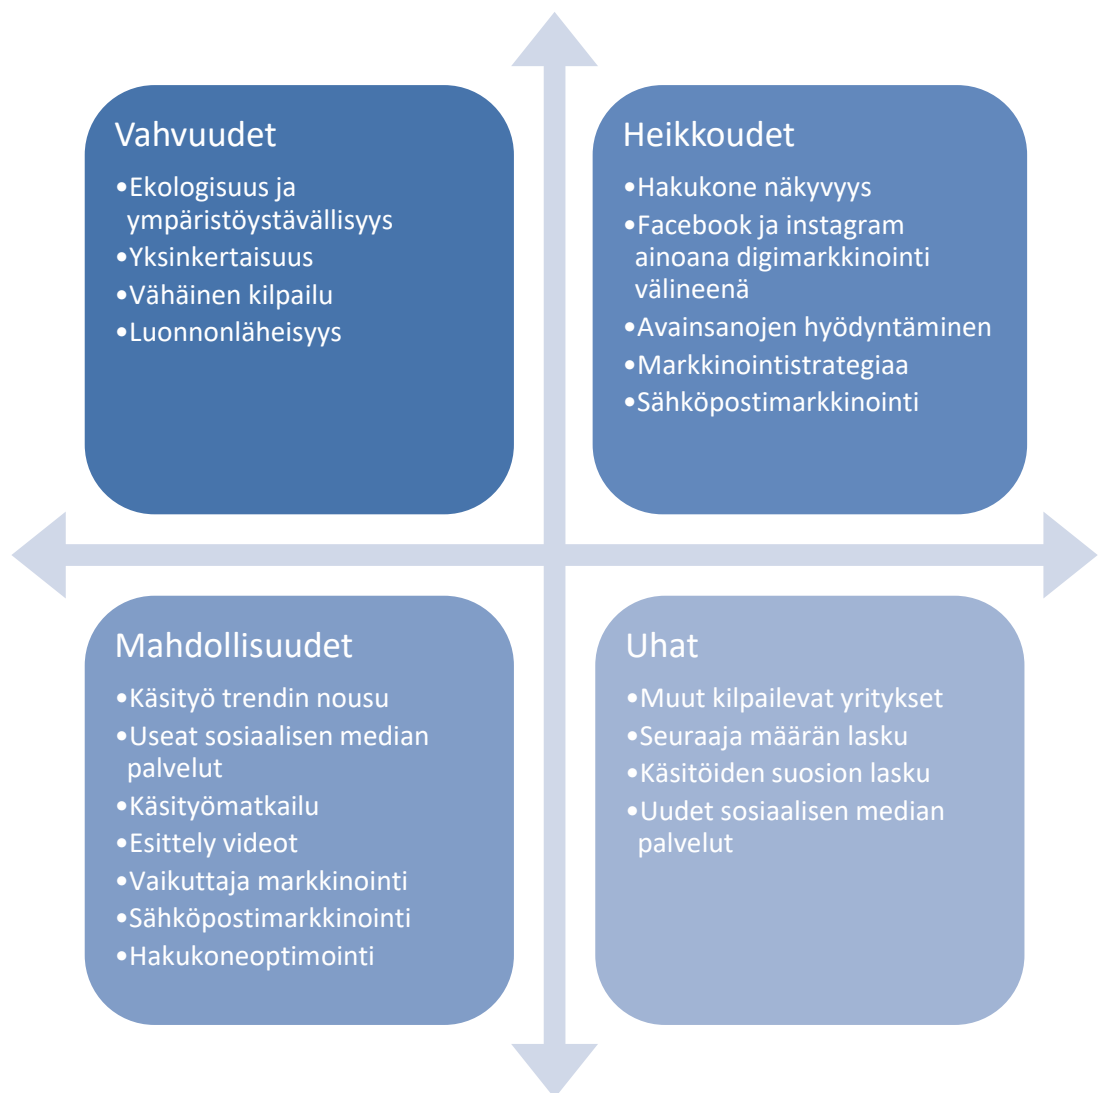 Vahvuudet
•Ekologisuus ja
ympäristöystävällisyys
•Yksinkertaisuus
•Vähäinen kilpailu
•Luonnonläheisyys
Heikkoudet
•Hakukone näkyvyys
•Facebook ja instagram
ainoana digimarkkinointi
välineenä
•Avainsanojen hyödyntäminen
•Markkinointistrategiaa
•Sähköpostimarkkinointi
Mahdollisuudet
•Käsityö trendin nousu
•Useat sosiaalisen median
palvelut
•Käsityömatkailu
•Esittely videot
•Vaikuttaja markkinointi
•Sähköpostimarkkinointi
•Hakukoneoptimointi
Uhat
•Muut kilpailevat yritykset
•Seuraaja määrän lasku
•Käsitöiden suosion lasku
•Uudet sosiaalisen median
palvelut